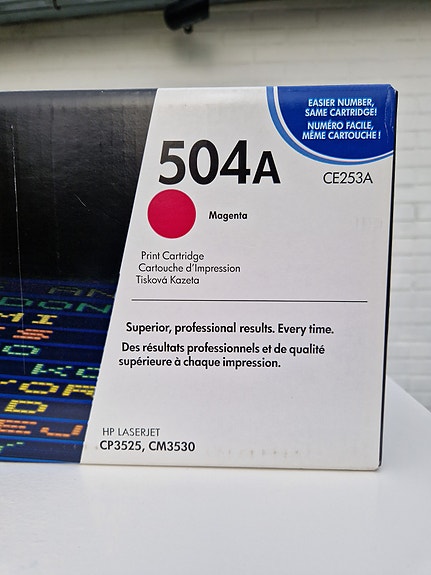 EASIER NUMBER,
SAME CARTRIDGE!
NUMÉRO FACILE,
MÊME CARTOUCHE!
504A
CE253A
Magenta
Print Cartridge
Cartouche d'Impression
Tisková Kazeta
Superior, professional results. Every time.
Des résultats professionnels et de qualité
supérieure à chaque impression.
HP LASERJET
CP3525, CM3530